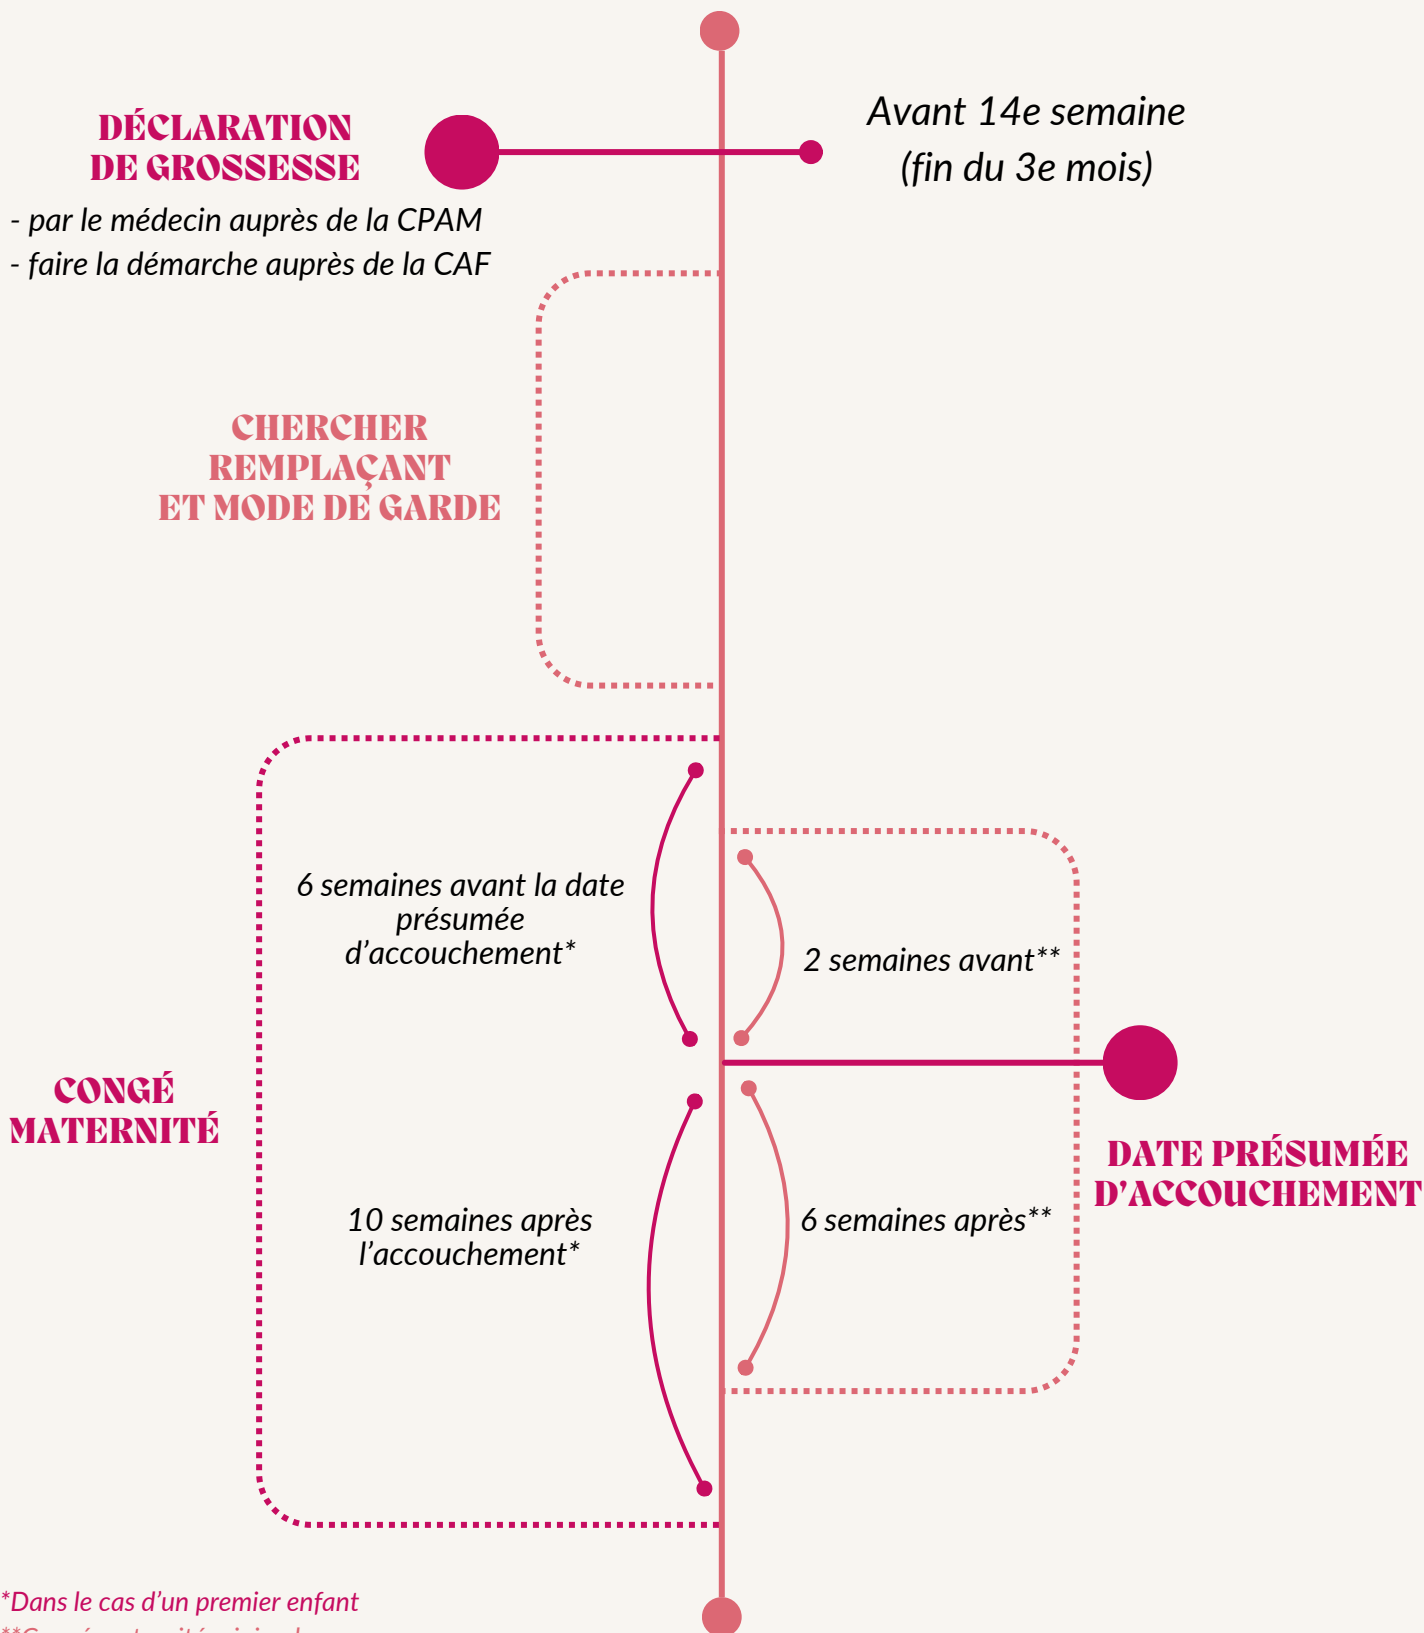 DÉCLARATION
DE GROSSESSE
- par le médecin auprès de la CPAM
- faire la démarche auprès de la CAF
Avant 14e semaine
(fin du 3e mois)
CHERCHER
REMPLAÇANT
ET MODE DE GARDE
6 semaines avant la date
présumée
d'accouchement*
2 semaines avant**
CONGÉ
MATERNITÉ
DATE PRÉSUMÉE
D'ACCOUCHEMENT
10 semaines après
l'accouchement*
6 semaines après**
*Dans le cas d'un premier enfant